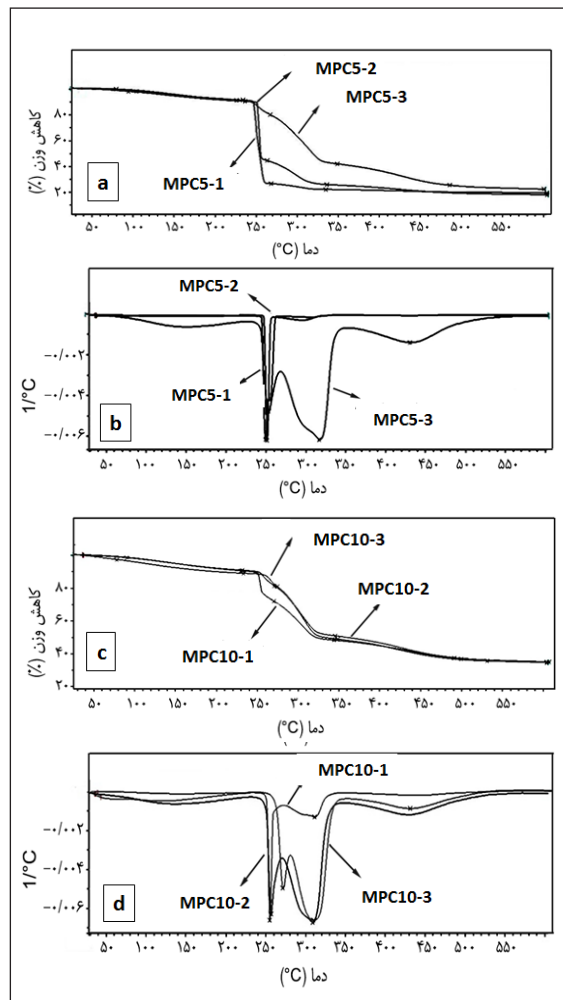 MPC5-2
MPC5-3
MPC5-1
a
کاهش وزن (%)
۸۰
۶۰
۴۰
۲۰
۵۰ ۱۰۰ ۱۵۰ ۲۰۰ ۲۵۰ ۳۰۰ ۳۵۰ ۴۰۰ ۴۵۰ ۵۰۰ ۵۵۰
دما (°C)
MPC5-2
MPC5-1
MPC5-3
b
1/°C
−۰/۰۰۲
−۰/۰۰۴
−۰/۰۰۶
۵۰ ۱۰۰ ۱۵۰ ۲۰۰ ۲۵۰ ۳۰۰ ۳۵۰ ۴۰۰ ۴۵۰ ۵۰۰ ۵۵۰
دما (°C)
MPC10-3
MPC10-2
MPC10-1
c
کاهش وزن (%)
۸۰
۶۰
۴۰
۲۰
۵۰ ۱۰۰ ۱۵۰ ۲۰۰ ۲۵۰ ۳۰۰ ۳۵۰ ۴۰۰ ۴۵۰ ۵۰۰ ۵۵۰
دما (°C)
MPC10-1
MPC10-2
MPC10-3
d
1/°C
−۰/۰۰۲
−۰/۰۰۴
−۰/۰۰۶
۵۰ ۱۰۰ ۱۵۰ ۲۰۰ ۲۵۰ ۳۰۰ ۳۵۰ ۴۰۰ ۴۵۰ ۵۰۰ ۵۵۰
دما (°C)